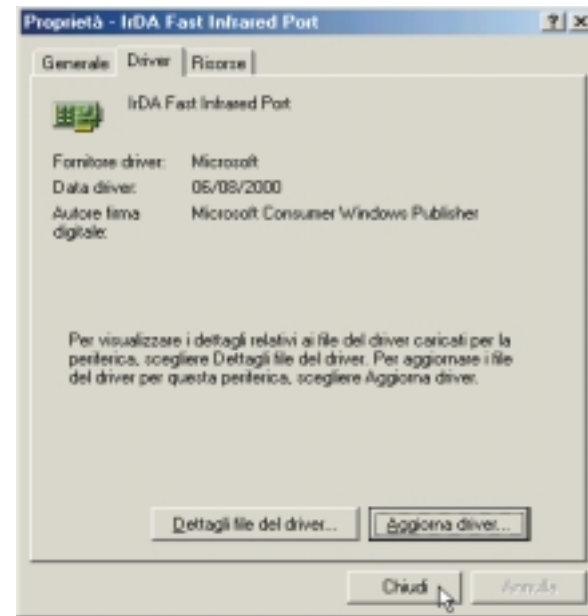 Proprietà - IrDA Fast Infrared Port
Generale Driver Risorse
IrDA Fast Infrared Port
Fornitore driver: Microsoft
Data driver: 06/08/2000
Autore firma Microsoft Consumer Windows Publisher
digitale:
Per visualizzare i dettagli relativi ai file del driver caricati per la
periferica, scegliere Dettagli file del driver. Per aggiornare i file
del driver per questa periferica, scegliere Aggiorna driver.
Dettagli file del driver... Aggiorna driver...
Chiudi Annulla